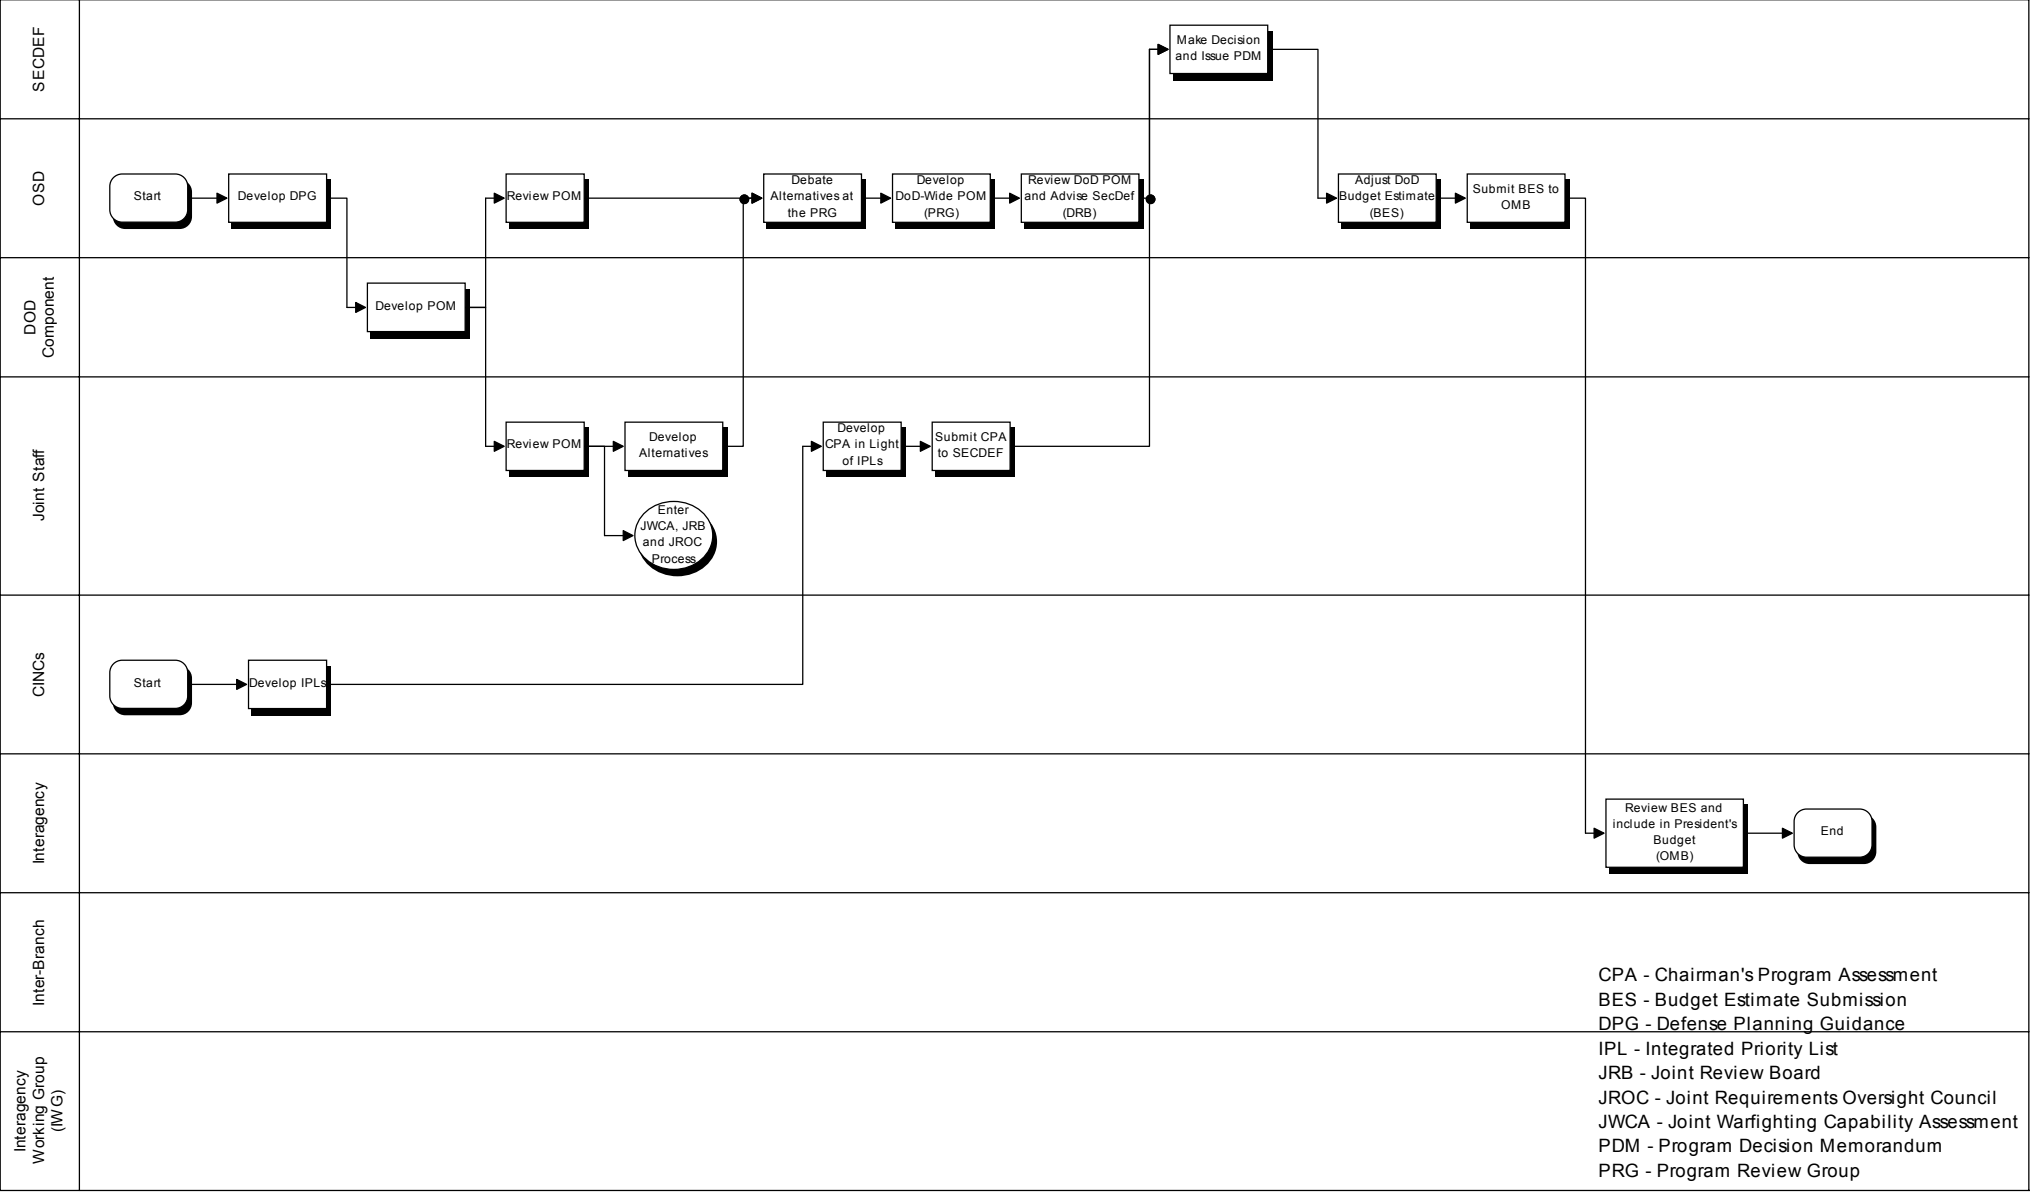 SECDEF
Make Decision
and Issue PDM
OSD
Start
Develop DPG
Review POM
Debate
Alternatives at
the PRG
Develop
DoD-Wide POM
(PRG)
Review DoD POM
and Advise SecDef
(DRB)
Adjust DoD
Budget Estimate
(BES)
Submit BES to
OMB
DOD
Component
Develop POM
Joint Staff
Review POM
Develop
Alternatives
Enter
JWCA, JRB
and JROC
Process
Develop
CPA in Light
of IPLs
Submit CPA
to SECDEF
CINCs
Start
Develop IPLs
Interagency
Review BES and
include in President's
Budget
(OMB)
End
Inter-Branch
Interagency
Working Group
(IWG)
CPA - Chairman's Program Assessment
BES - Budget Estimate Submission
DPG - Defense Planning Guidance
IPL - Integrated Priority List
JRB - Joint Review Board
JROC - Joint Requirements Oversight Council
JWCA - Joint Warfighting Capability Assessment
PDM - Program Decision Memorandum
PRG - Program Review Group